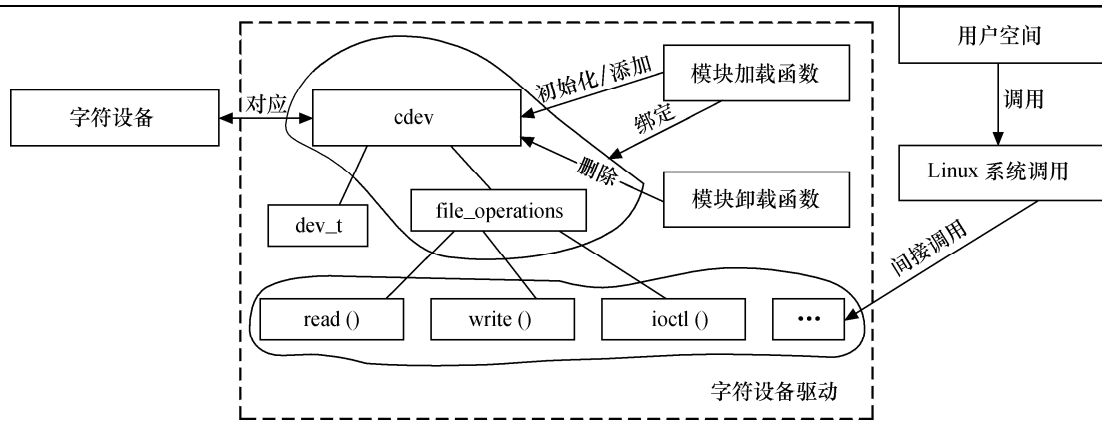 用户空间
模块加载函数
初始化/添加
对应
字符设备
cdev
绑定
调用
删除
Linux 系统调用
模块卸载函数
file_operations
dev_t
间接调用
read ()
write ()
ioctl ()
···
字符设备驱动